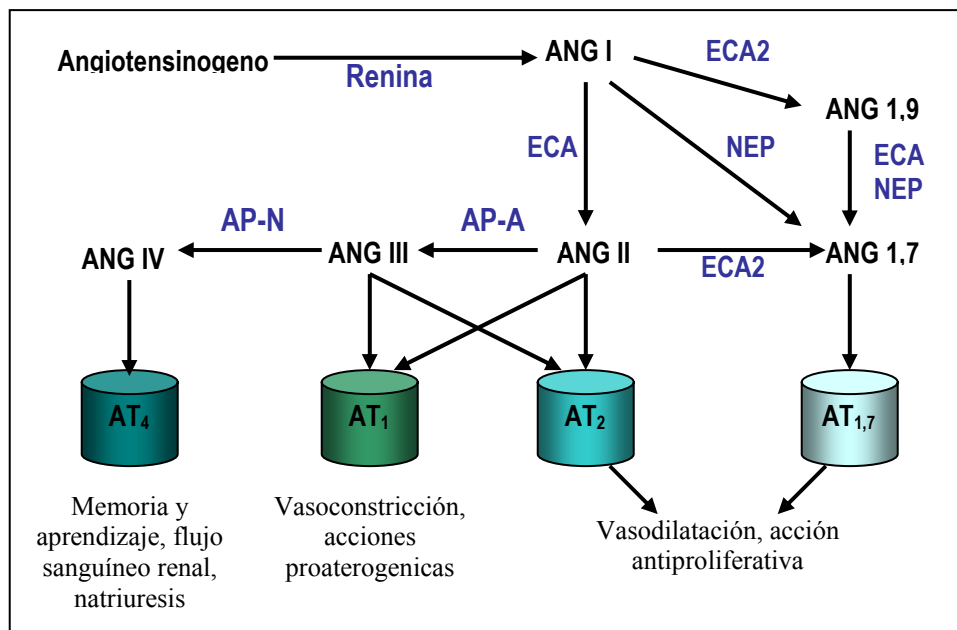 Angiotensinogeno
Renina
ANG I
ECA2
ANG 1,9
ECA
NEP
ECA
NEP
AP-N
AP-A
ANG IV
ANG III
ANG II
ECA2
ANG 1,7
AT4
AT1
AT2
AT1,7
Memoria y
aprendizaje, flujo
sanguíneo renal,
natriuresis
Vasoconstricción,
acciones
proaterogenicas
Vasodilatación, acción
antiproliferativa